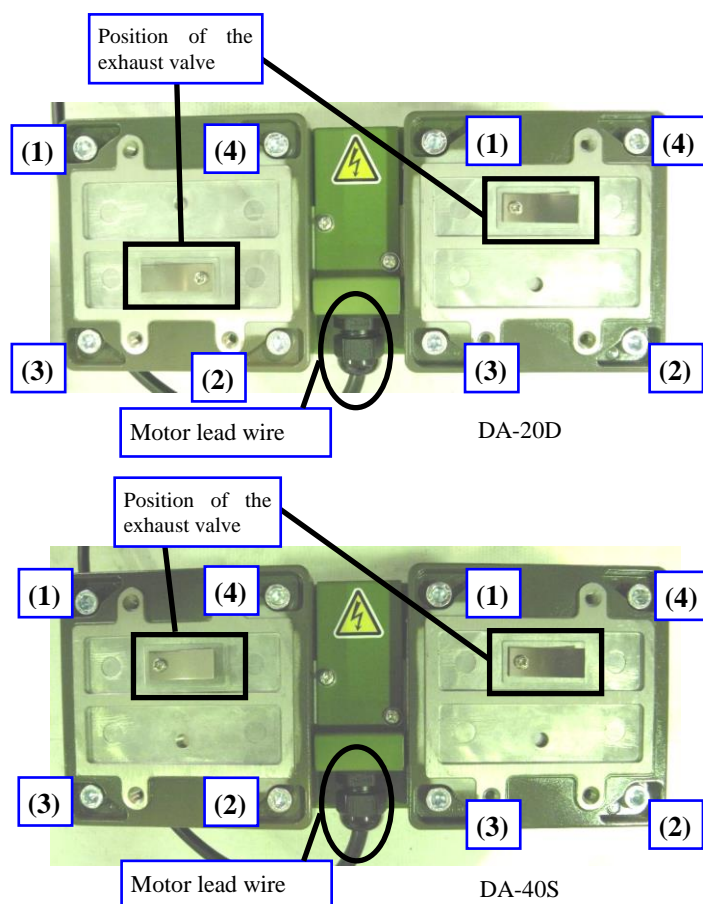 Position of the
exhaust valve
(1)
(4)
(1)
(4)
(3)
(2)
(3)
(2)
Motor lead wire
DA-20D
Position of the
exhaust valve
(1)
(4)
(1)
(4)
(3)
(2)
(3)
(2)
Motor lead wire
DA-40S